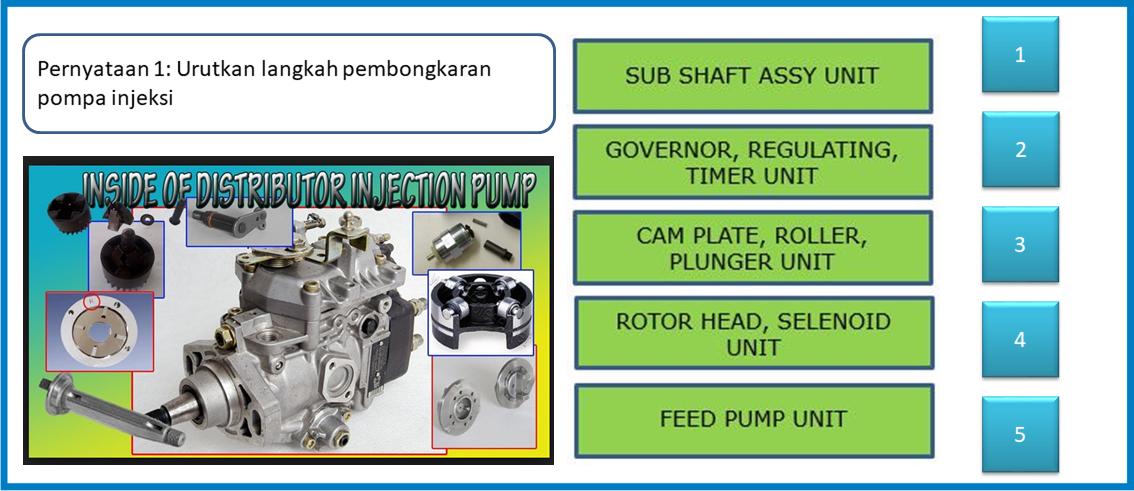 Pernyataan 1: Urutkan langkah pembongkaran
pompa injeksi
INSIDE OF DISTRIBUTOR INJECTION PUMP
SUB SHAFT ASSY UNIT
GOVERNOR, REGULATING,
TIMER UNIT
CAM PLATE, ROLLER,
PLUNGER UNIT
ROTOR HEAD, SELENOID
UNIT
FEED PUMP UNIT
1
2
3
4
5